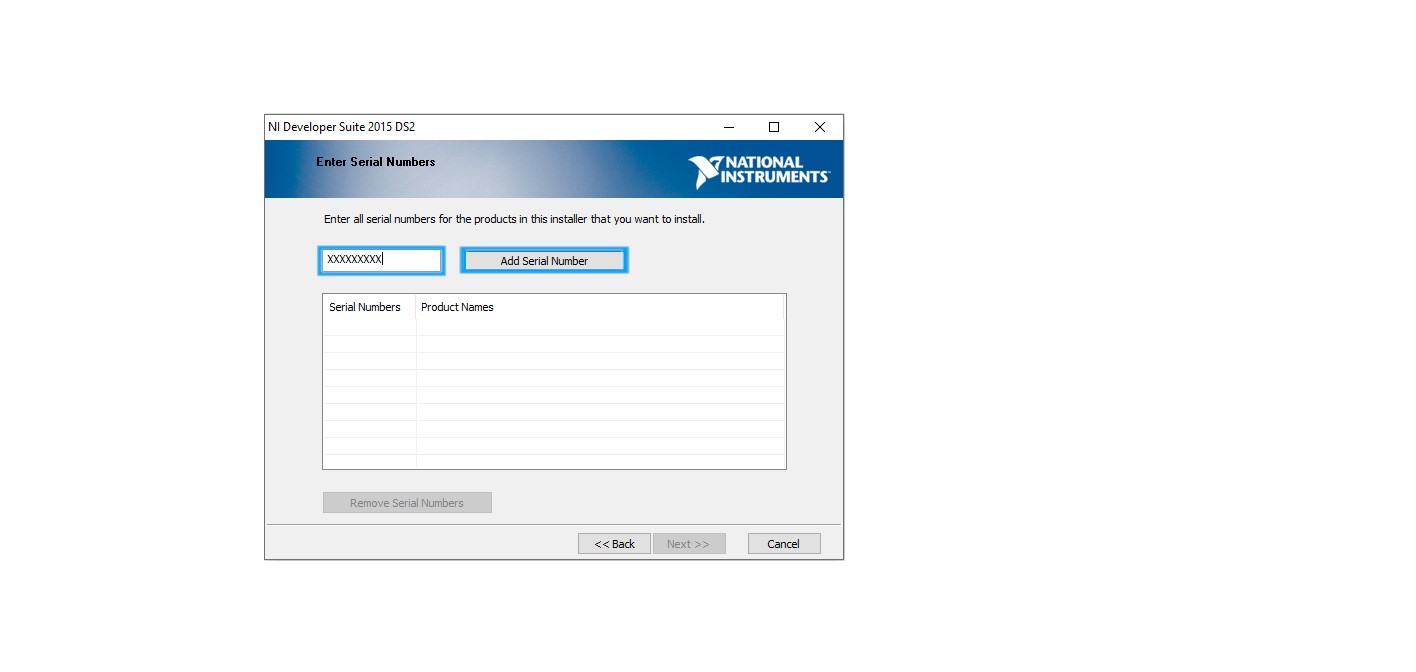 NI Developer Suite 2015 DS2
Enter Serial Numbers
NATIONAL
INSTRUMENTS
Enter all serial numbers for the products in this installer that you want to install.
XXXXXXXXX
Add Serial Number
Serial Numbers Product Names
Remove Serial Numbers
<< Back Next >> Cancel